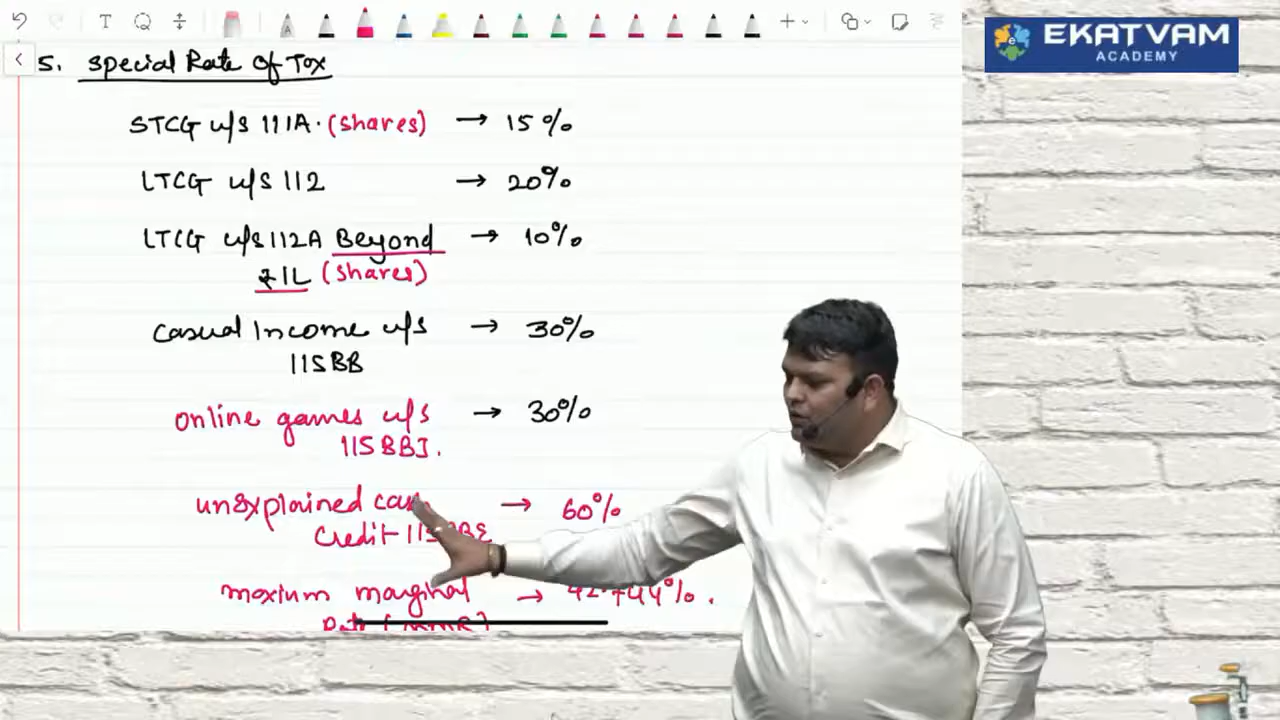 EKATVAM
ACADEMY
5. Special Rate Of Tax
STCG u/s 111A. (shares) → 15%
LTCG u/s 112 → 20%
LTCG u/s 112A Beyond → 10%
₹1L (shares)
Casual Income u/s → 30%
115BB
online games u/s → 30%
115BBJ.
unexplained → 60%
Credit
maxium marginal →